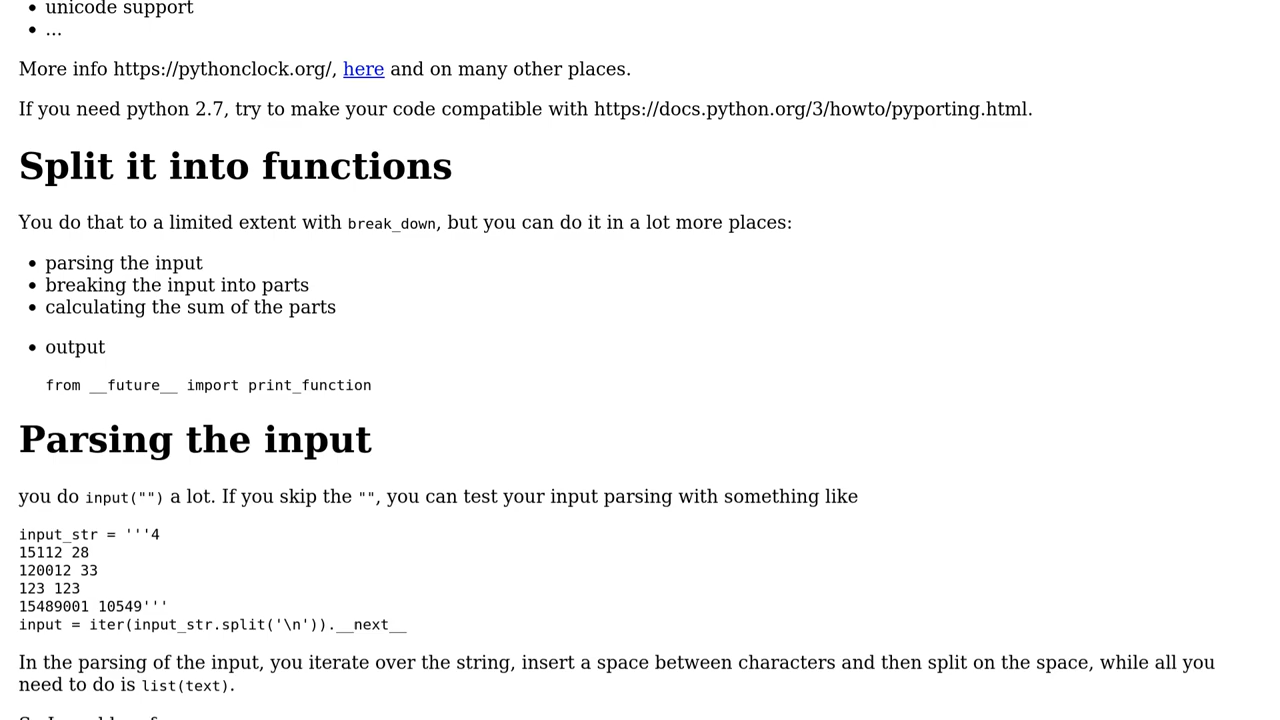 • unicode support
• ...
More info https://pythonclock.org/, here and on many other places.
If you need python 2.7, try to make your code compatible with https://docs.python.org/3/howto/pyporting.html.
Split it into functions
You do that to a limited extent with break_down, but you can do it in a lot more places:
• parsing the input
• breaking the input into parts
• calculating the sum of the parts
• output
from __future__ import print_function
Parsing the input
you do input("") a lot. If you skip the "", you can test your input parsing with something like
input_str = '''4
15112 28
120012 33
123 123
15489001 10549'''
input = iter(input_str.split('\n')).__next__
In the parsing of the input, you iterate over the string, insert a space between characters and then split on the space, while all you
need to do is list(text).